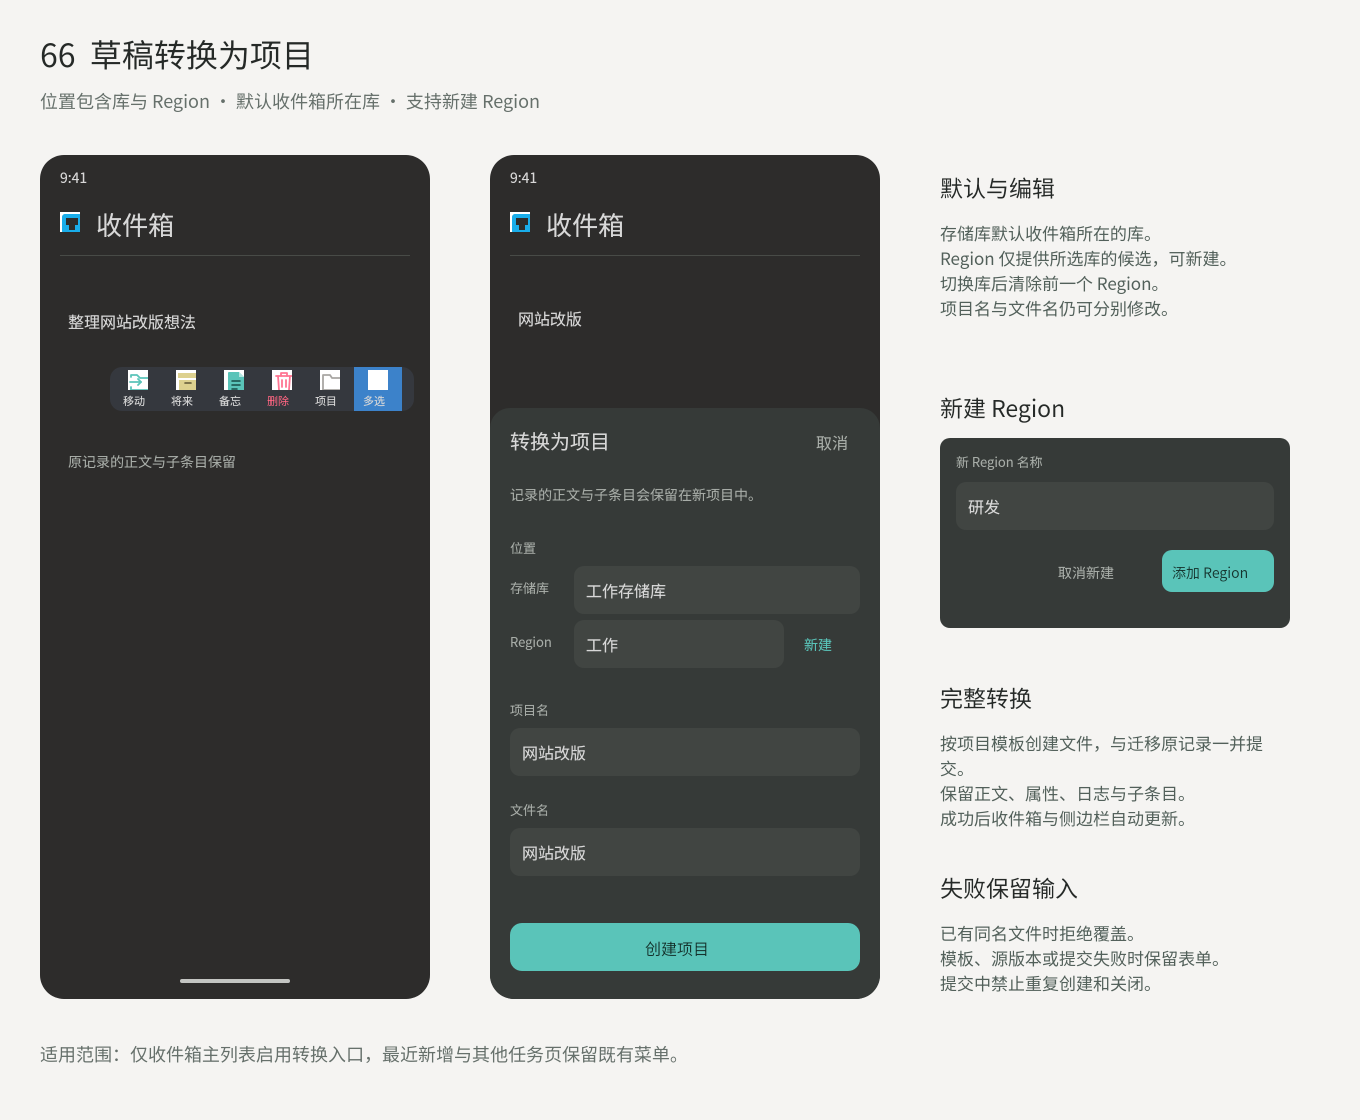 66 草稿转换为项目
位置包含库与 Region · 默认收件箱所在库 · 支持新建 Region
9:41
收件箱
整理网站改版想法
移动
将来
备忘
删除
项目
多选
原记录的正文与子条目保留
9:41
收件箱
网站改版
转换为项目
取消
记录的正文与子条目会保留在新项目中。
位置
存储库
工作存储库
Region
工作
新建
项目名
网站改版
文件名
网站改版
创建项目
默认与编辑
存储库默认收件箱所在的库。
Region 仅提供所选库的候选，可新建。
切换库后清除前一个 Region。
项目名与文件名仍可分别修改。
新建 Region
新 Region 名称
研发
取消新建
添加 Region
完整转换
按项目模板创建文件，与迁移原记录一并提
交。
保留正文、属性、日志与子条目。
成功后收件箱与侧边栏自动更新。
失败保留输入
已有同名文件时拒绝覆盖。
模板、源版本或提交失败时保留表单。
提交中禁止重复创建和关闭。
适用范围：仅收件箱主列表启用转换入口，最近新增与其他任务页保留既有菜单。